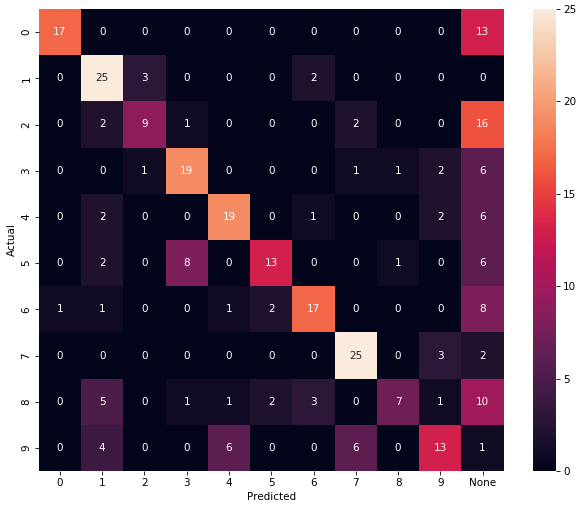 0 17 0 0 0 0 0 0 0 0 0 13
1 0 25 3 0 0 0 2 0 0 0 0
2 0 2 9 1 0 0 0 2 0 0 16
3 0 0 1 19 0 0 0 1 1 2 6
4 0 2 0 0 19 0 1 0 0 2 6
5 0 2 0 8 0 13 0 0 1 0 6
6 1 1 0 0 1 2 17 0 0 0 8
7 0 0 0 0 0 0 0 25 0 3 2
8 0 5 0 1 1 2 3 0 7 1 10
9 0 4 0 0 6 0 0 6 0 13 1
0 1 2 3 4 5 6 7 8 9 None
Predicted
Actual
25
20
15
10
5
0